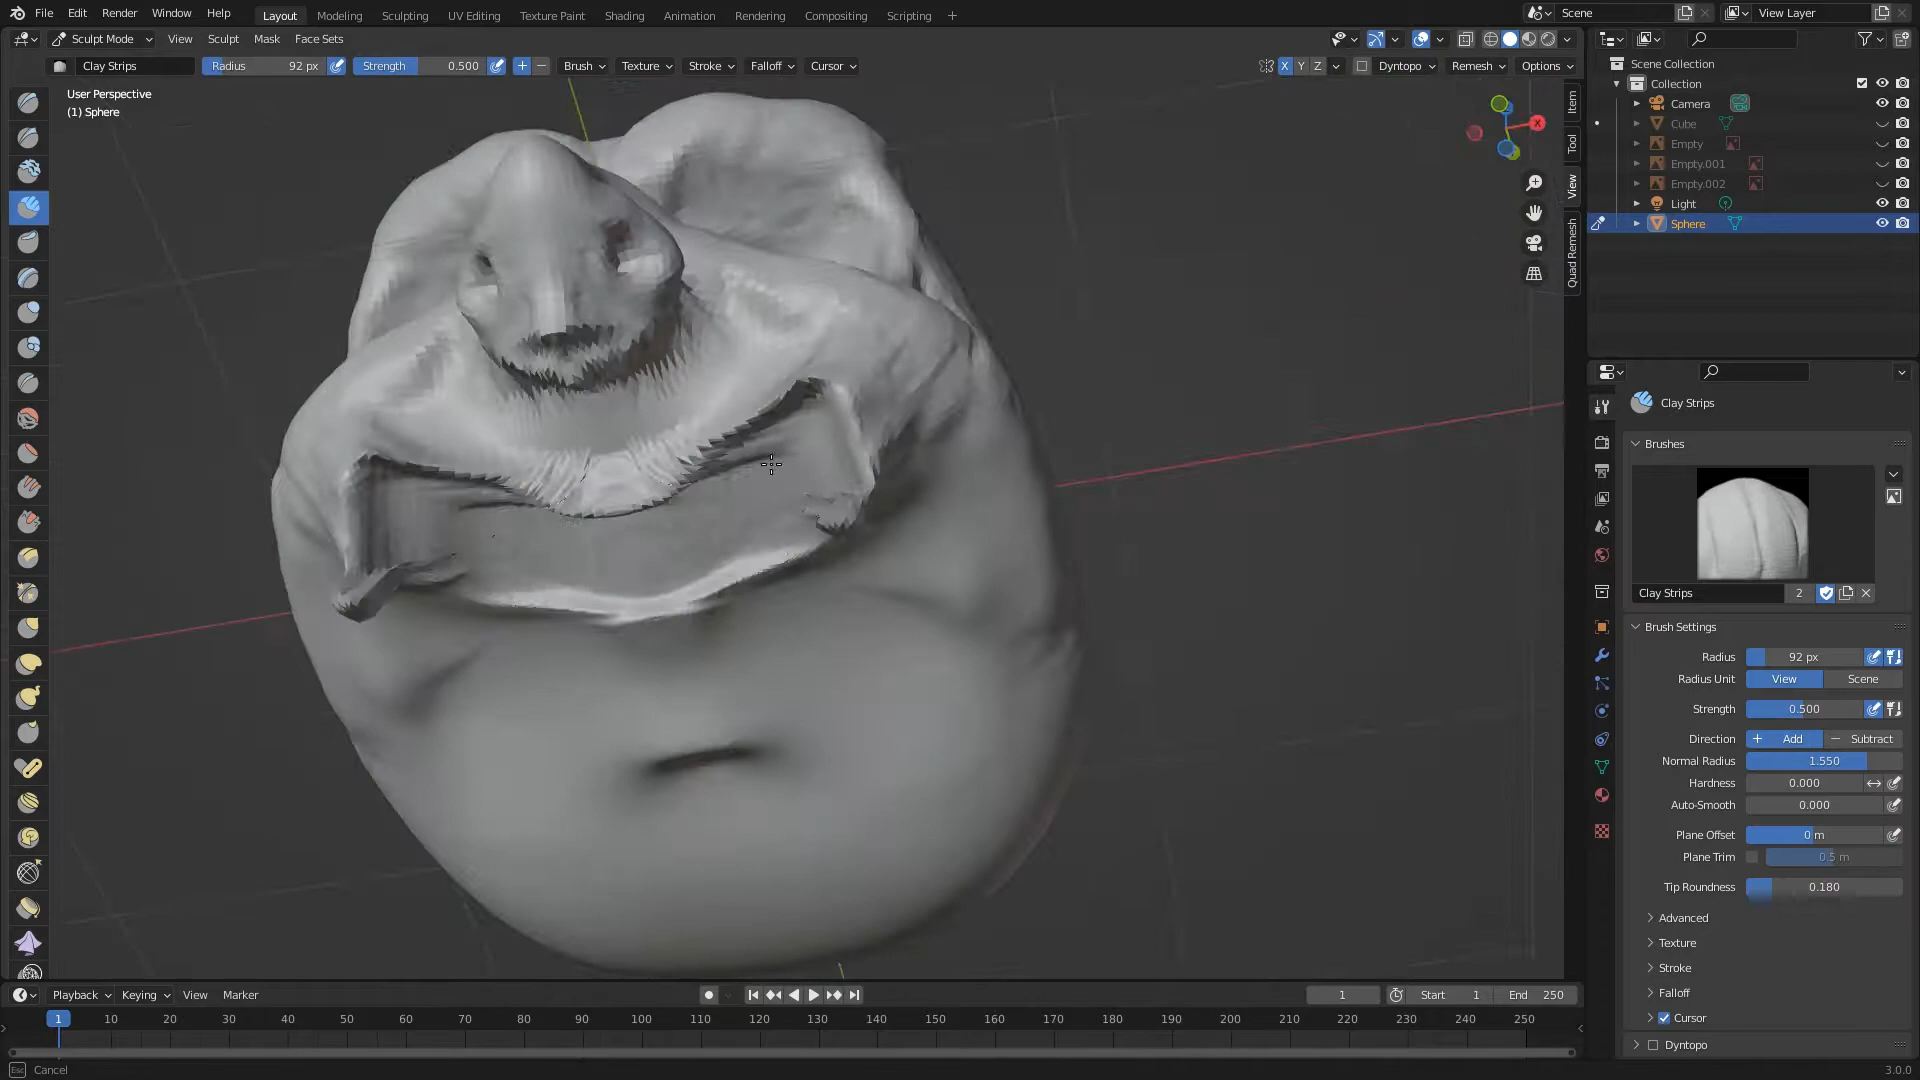 File Edit Render Window Help Layout Modeling Sculpting UV Editing Texture Paint Shading Animation Rendering Compositing Scripting + Scene View Layer
Sculpt Mode View Sculpt Mask Face Sets
Clay Strips Radius 92 px Strength 0.500 Brush Texture Stroke Falloff Cursor X Y Z Dyntopo Remesh Options
User Perspective
(1) Sphere
X
Item
Tool
View
Quad Remesh
Scene Collection
Collection
Camera
Cube
Empty
Empty.001
Empty.002
Light
Sphere
Clay Strips
Brushes
Clay Strips 2
Brush Settings
Radius 92 px
Radius Unit View Scene
Strength 0.500
Direction + Add − Subtract
Normal Radius 1.550
Hardness 0.000
Auto-Smooth 0.000
Plane Offset 0 m
Plane Trim 0.5 m
Tip Roundness 0.180
Advanced
Texture
Stroke
Falloff
Cursor
Dyntopo
Playback Keying View Marker 1 Start 1 End 250
1 10 20 30 40 50 60 70 80 90 100 110 120 130 140 150 160 170 180 190 200 210 220 230 240 250
Esc Cancel 3.0.0